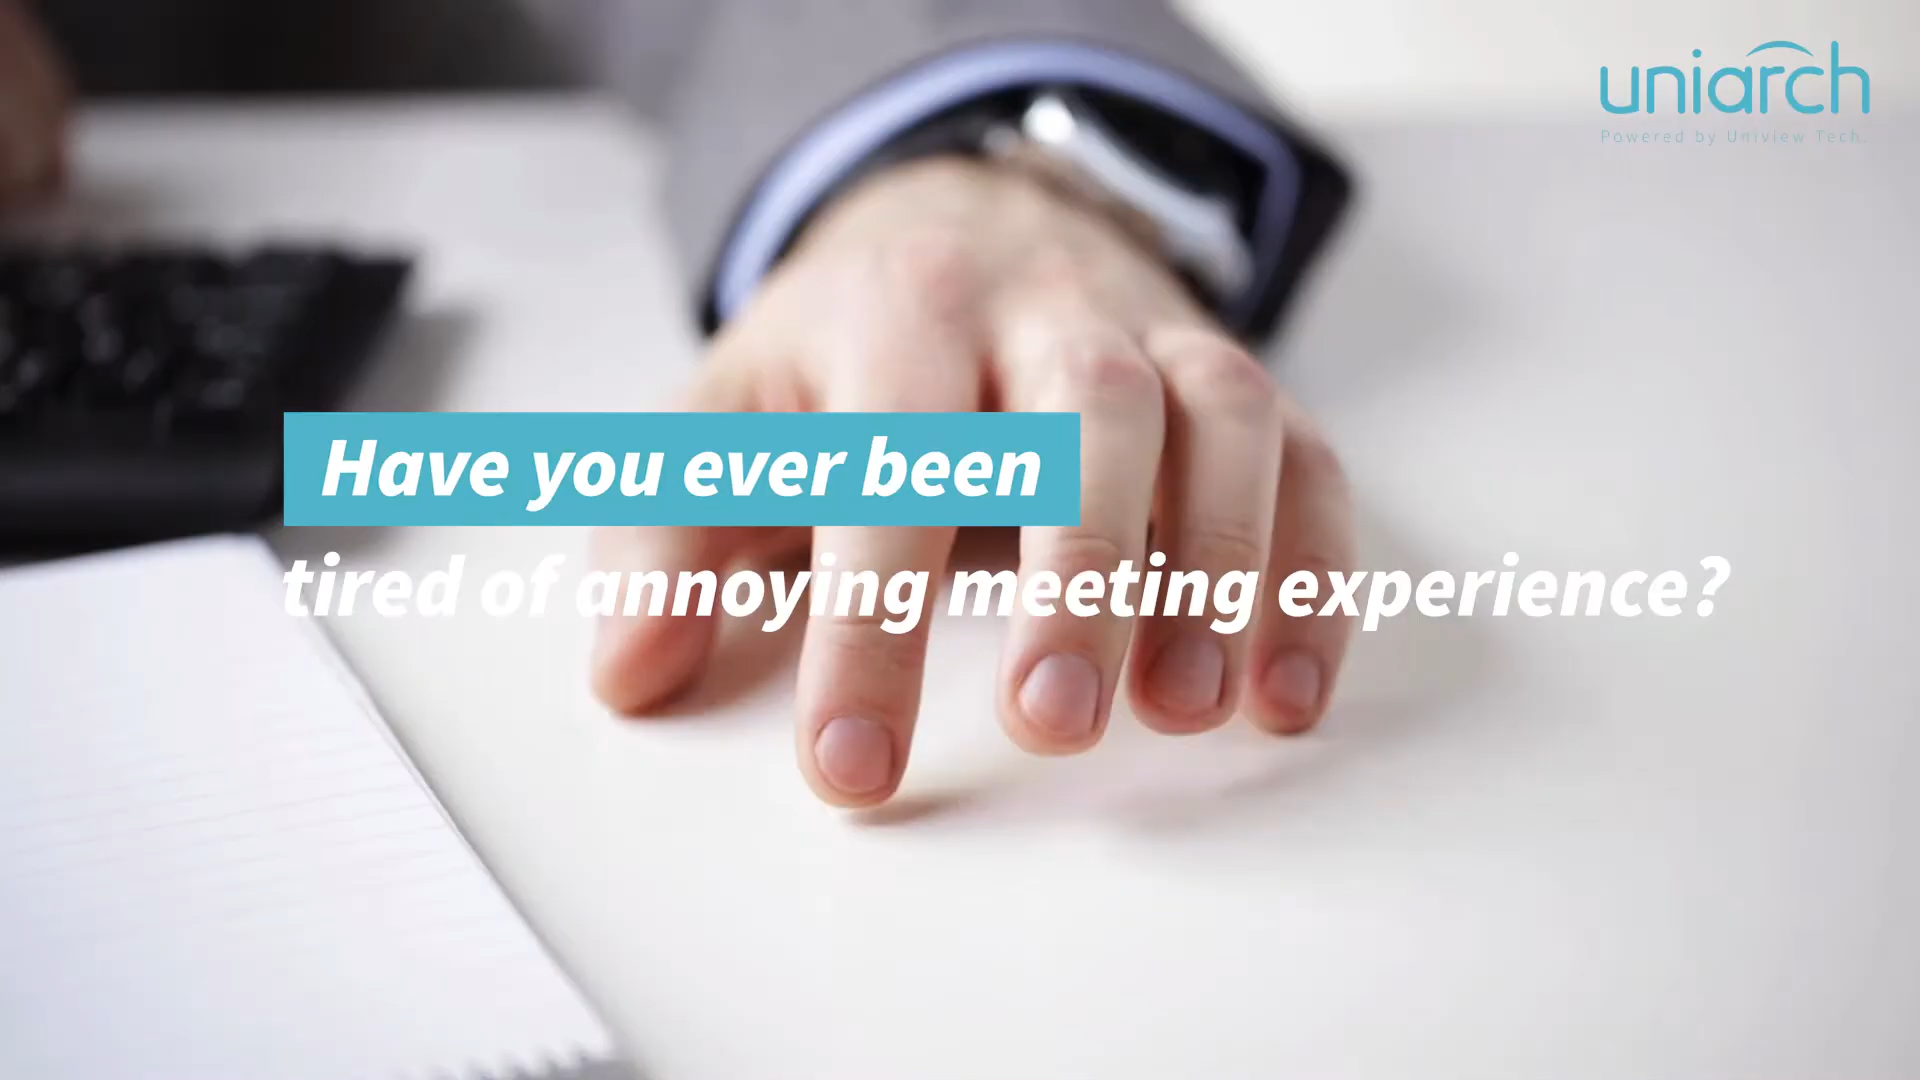 uniarch
Powered by Uniview Tech.
Have you ever been
tired of annoying meeting experience?